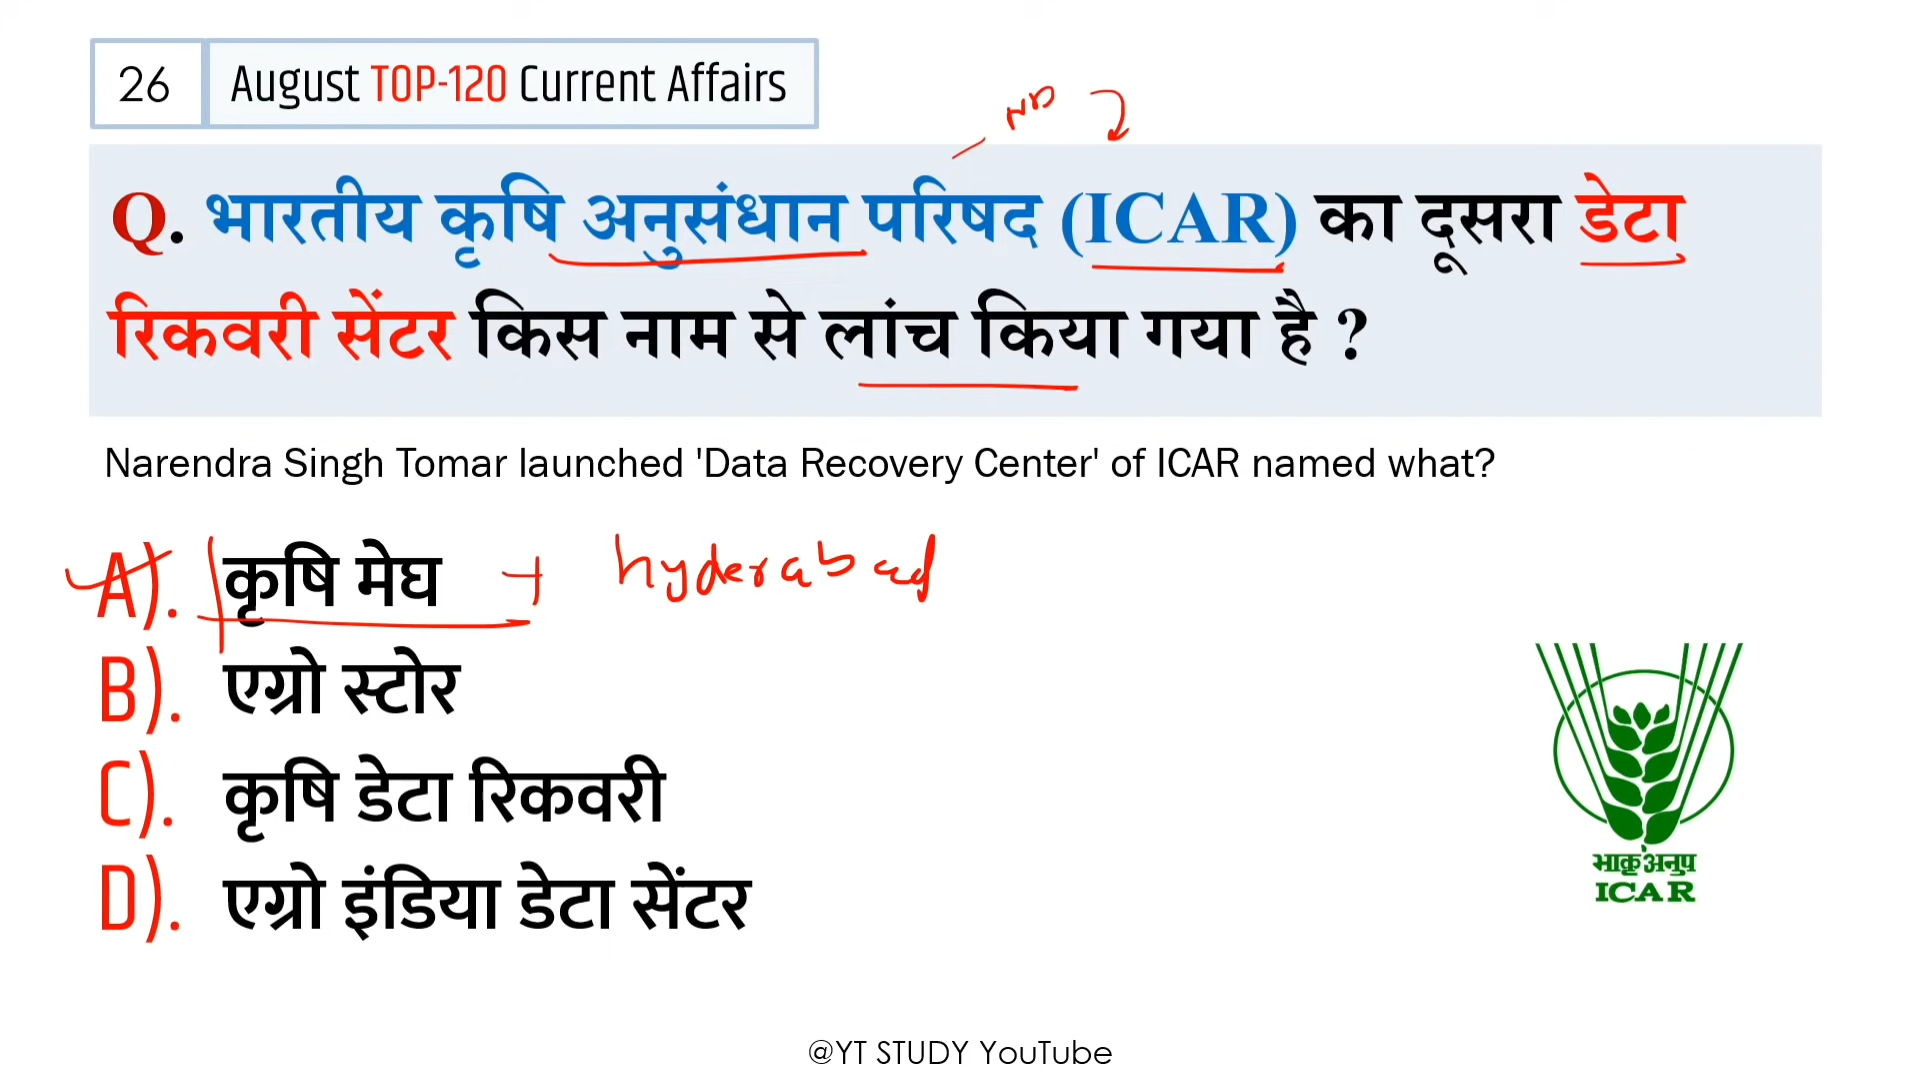 26 August TOP-120 Current Affairs
ND
Q. भारतीय कृषि अनुसंधान परिषद (ICAR) का दूसरा डेटा
रिकवरी सेंटर किस नाम से लांच किया गया है ?
Narendra Singh Tomar launched 'Data Recovery Center' of ICAR named what?
A). कृषि मेघ + hyderabad
B). एग्रो स्टोर
C). कृषि डेटा रिकवरी
D). एग्रो इंडिया डेटा सेंटर
भाकृअनुप
ICAR
@YT STUDY YouTube